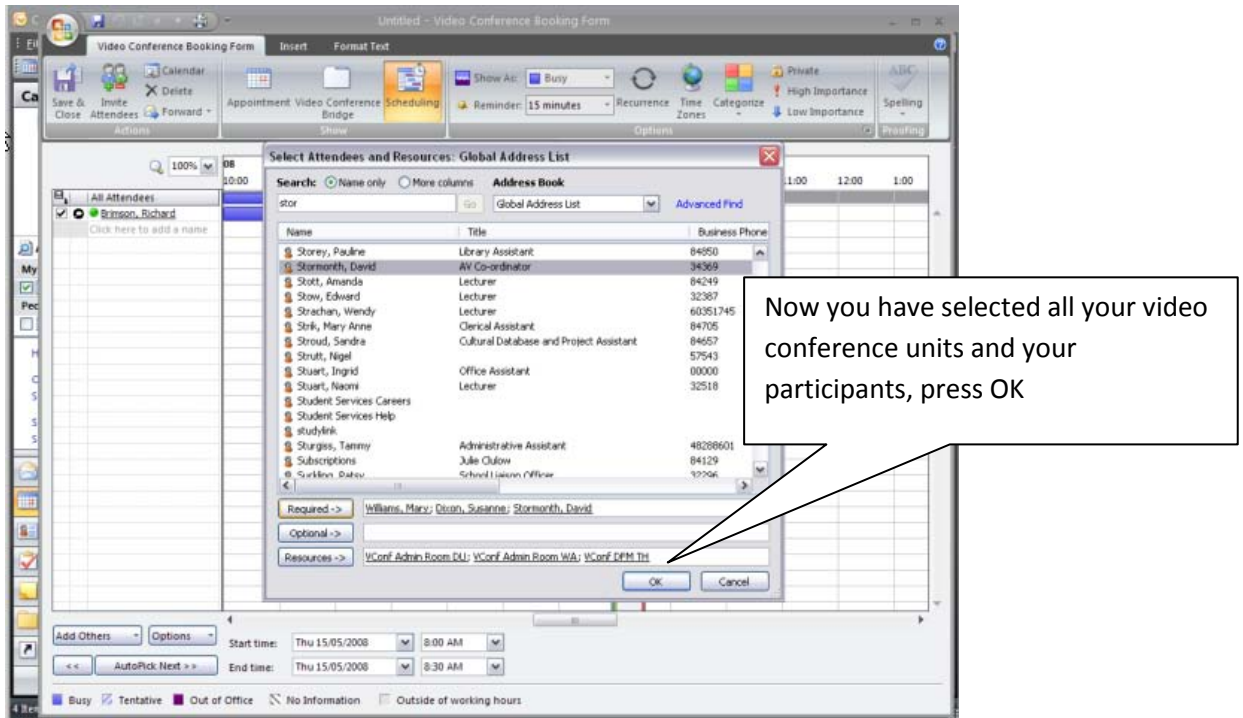 Untitled - Video Conference Booking Form
Video Conference Booking Form Insert Format Text
Save & Close
Invite Attendees
Calendar
Delete
Forward
Actions
Appointment
Video Conference Bridge
Scheduling
Show
Show As: Busy
Reminder: 15 minutes
Recurrence
Time Zones
Categorize
Private
High Importance
Low Importance
Options
ABC
Spelling
Proofing
Ca
100%
08
10:00
11:00 12:00 1:00
All Attendees
Brimson, Richard
Click here to add a name
My
Select Attendees and Resources: Global Address List
Search: Name only More columns Address Book
stor Go Global Address List Advanced Find
Name Title Business Phone
Storey, Pauline Library Assistant 84850
Stormonth, David AV Co-ordinator 34369
Stott, Amanda Lecturer 84249
Stow, Edward Lecturer 32387
Strachan, Wendy Lecturer 60351745
Strik, Mary Anne Clerical Assistant 84705
Stroud, Sandra Cultural Database and Project Assistant 84657
Strutt, Nigel 57543
Stuart, Ingrid Office Assistant 00000
Stuart, Naomi Lecturer 32518
Student Services Careers
Student Services Help
studylink
Sturgiss, Tammy Administrative Assistant 48288601
Subscriptions Julie Clulow 84129
Suckling, Patsy School Liaison Officer 32296
Required -> Williams, Mary; Dixon, Susanne; Stormonth, David
Optional ->
Resources -> VConf Admin Room DU; VConf Admin Room WA; VConf DPM TH
OK Cancel
Now you have selected all your video
conference units and your
participants, press OK
Add Others Options Start time: Thu 15/05/2008 8:00 AM
<< AutoPick Next >> End time: Thu 15/05/2008 8:30 AM
Busy Tentative Out of Office No Information Outside of working hours